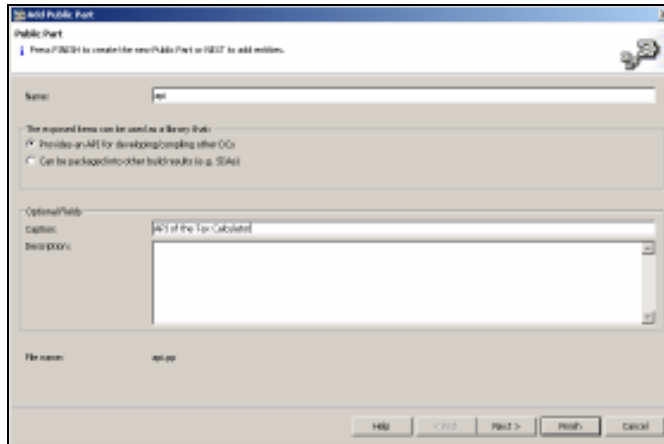 Add Public Part
Public Part
Press FINISH to create the new Public Part or NEXT to add entities.
Name:
api
The exposed items can be used as a library that:
Provides an API for developing/compiling other DCs
Can be packaged into other build results (e.g. SDAs)
Optional Fields
Caption:
API of the Tax Calculator
Description:
File name:
api.pp
Help
Next >
Finish
Cancel